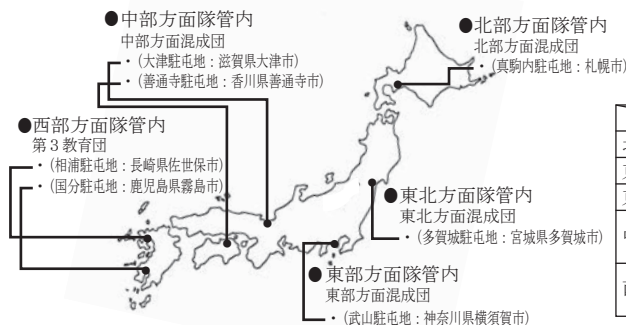 ●中部方面隊管内
中部方面混成団
・(大津駐屯地：滋賀県大津市)
・(善通寺駐屯地：香川県善通寺市)
●北部方面隊管内
北部方面混成団
・(真駒内駐屯地：札幌市)
●西部方面隊管内
第３教育団
・(相浦駐屯地：長崎県佐世保市)
・(国分駐屯地：鹿児島県霧島市)
●東北方面隊管内
東北方面混成団
・(多賀城駐屯地：宮城県多賀城市)
●東部方面隊管内
東部方面混成団
・(武山駐屯地：神奈川県横須賀市)